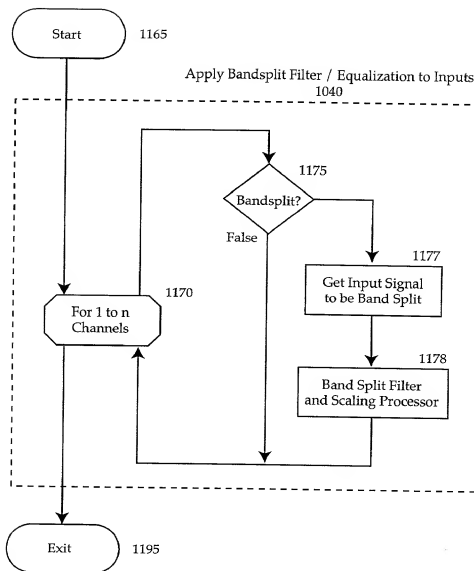 Start
1165
Apply Bandsplit Filter / Equalization to Inputs
1040
1175
Bandsplit?
False
1177
Get Input Signal
to be Band Split
1170
For 1 to n
Channels
1178
Band Split Filter
and Scaling Processor
Exit
1195